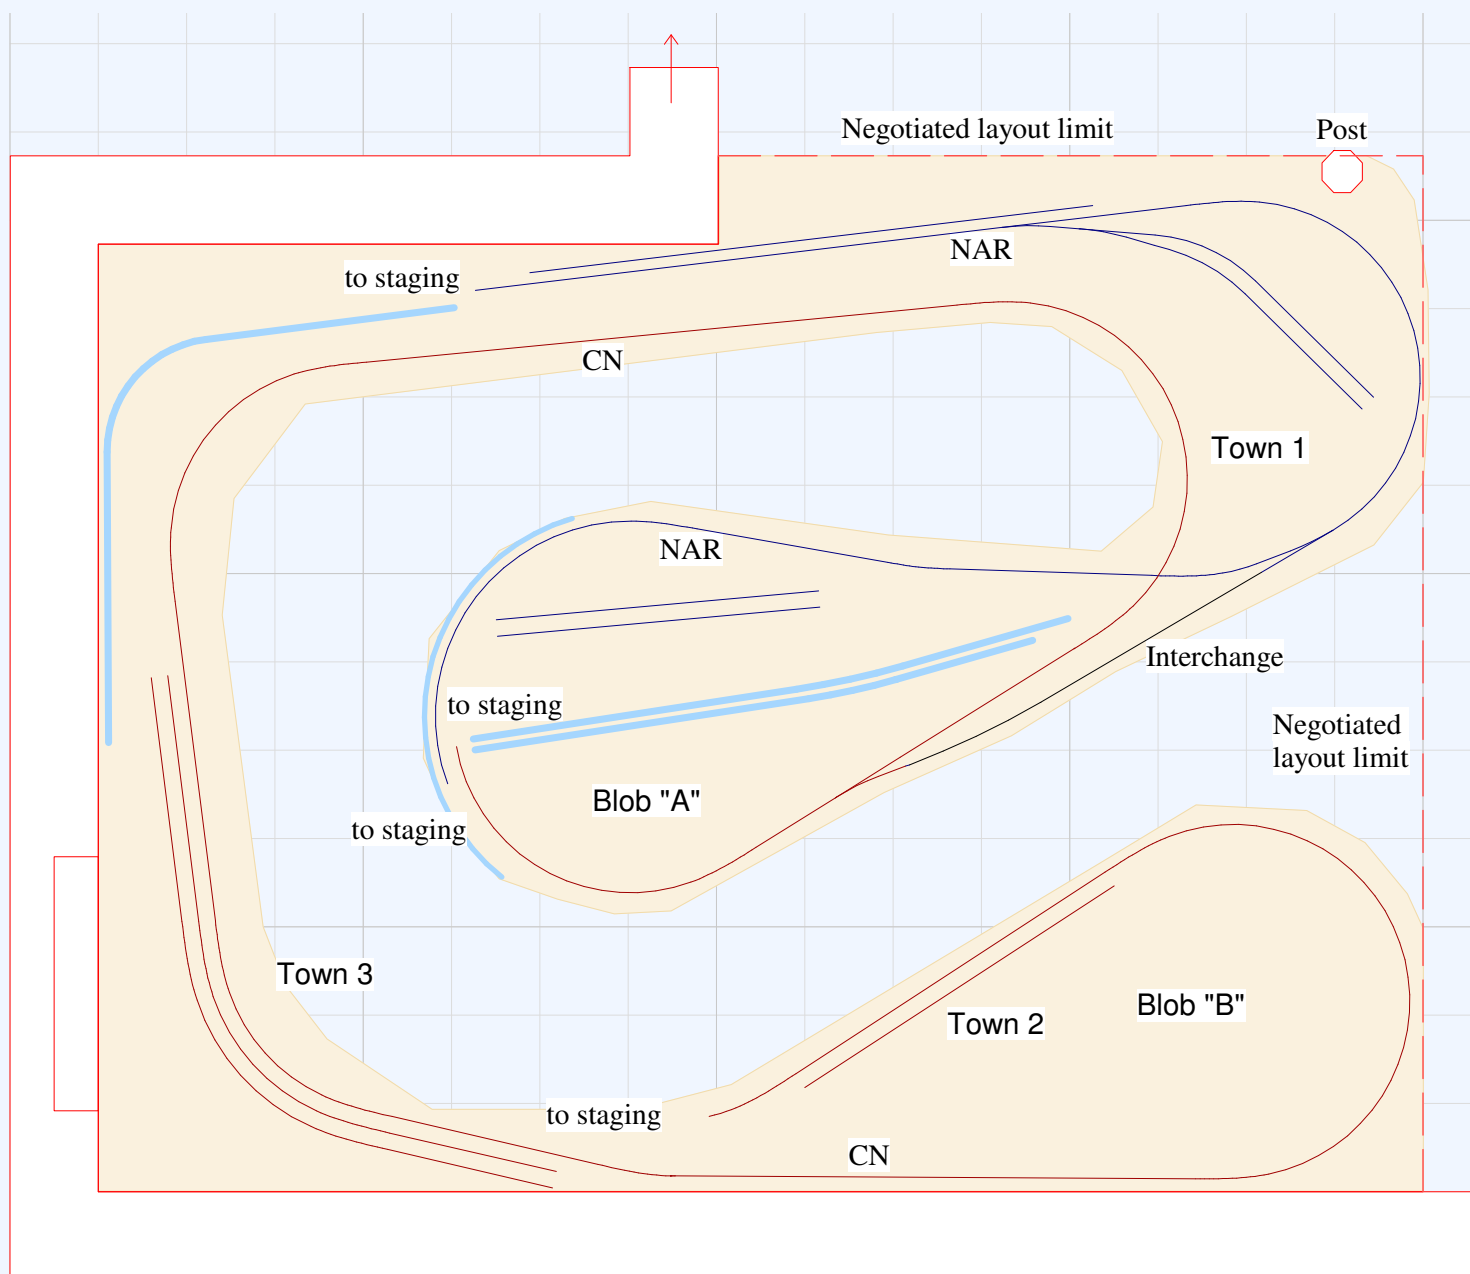 Negotiated layout limit
Post
NAR
to staging
CN
Town 1
NAR
Interchange
to staging
Negotiated
layout limit
Blob "A"
to staging
Town 3
Blob "B"
Town 2
to staging
CN